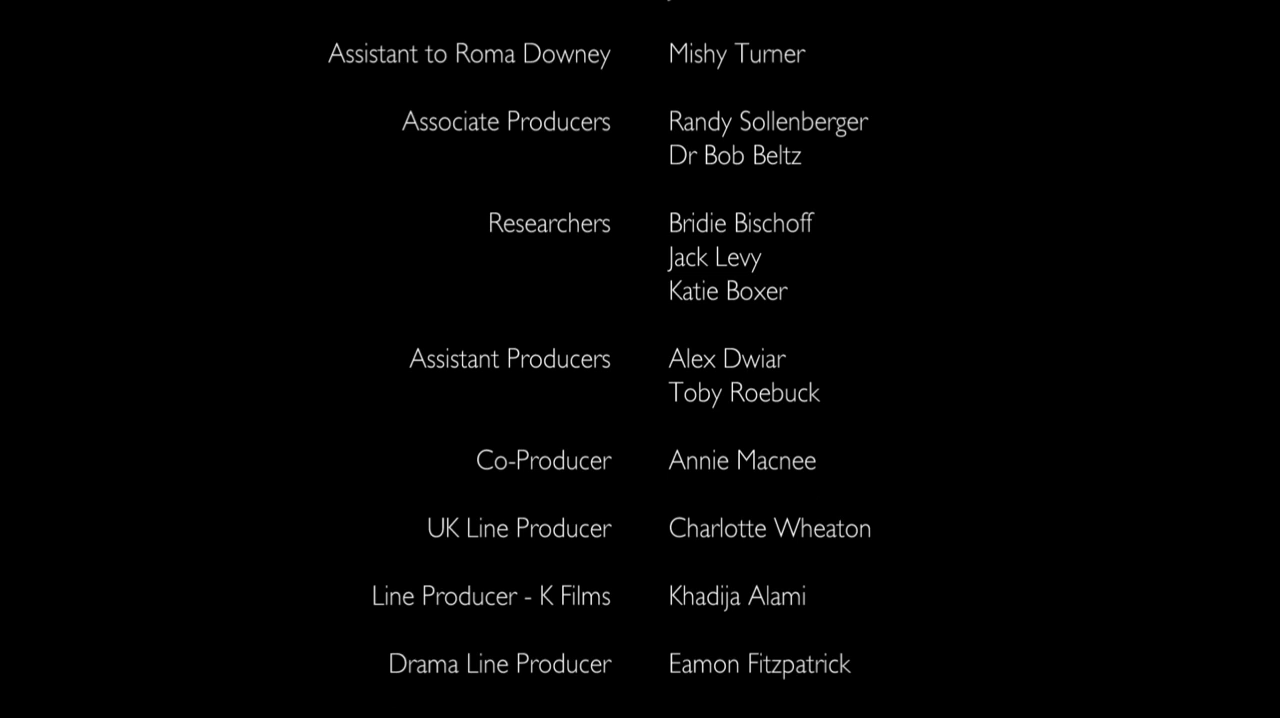 Assistant to Roma Downey Mishy Turner
Associate Producers Randy Sollenberger
Dr Bob Beltz
Researchers Bridie Bischoff
Jack Levy
Katie Boxer
Assistant Producers Alex Dwiar
Toby Roebuck
Co-Producer Annie Macnee
UK Line Producer Charlotte Wheaton
Line Producer - K Films Khadija Alami
Drama Line Producer Eamon Fitzpatrick